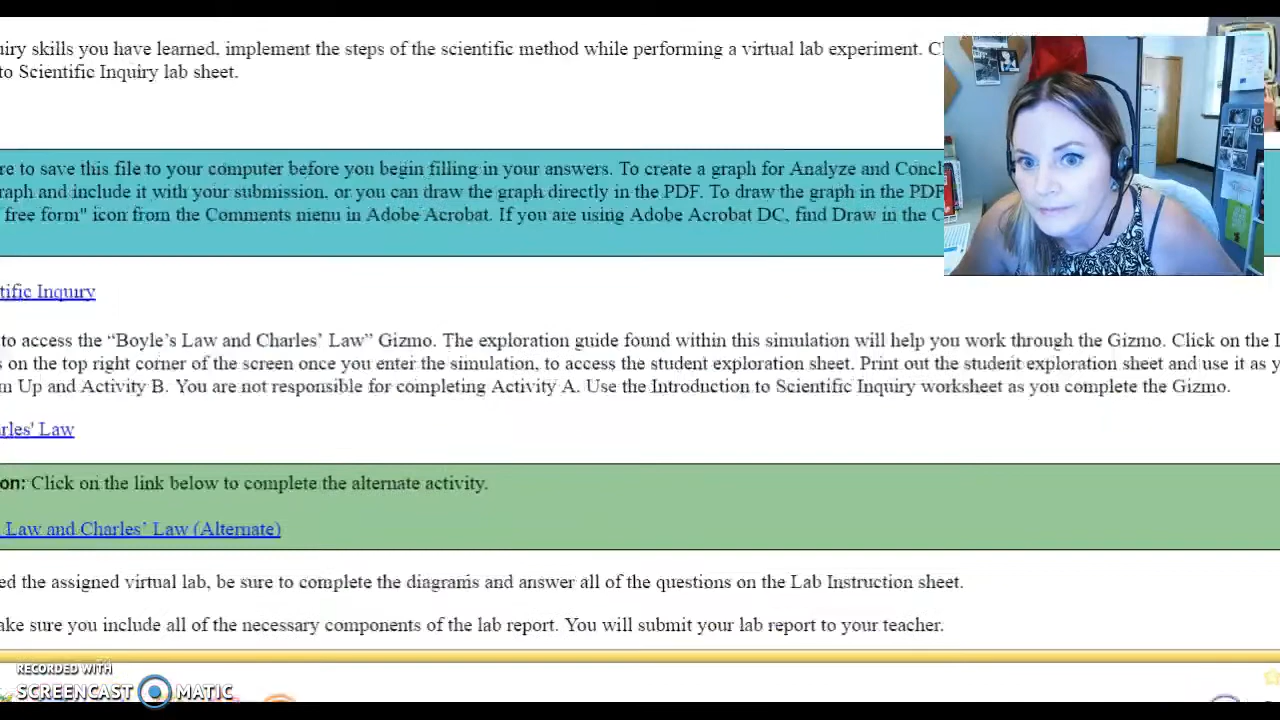 uiry skills you have learned, implement the steps of the scientific method while performing a virtual lab experiment. Cl
to Scientific Inquiry lab sheet.
re to save this file to your computer before you begin filling in your answers. To create a graph for Analyze and Concl
raph and include it with your submission, or you can draw the graph directly in the PDF. To draw the graph in the PDF
free form" icon from the Comments menu in Adobe Acrobat. If you are using Adobe Acrobat DC, find Draw in the C
tific Inquiry
to access the “Boyle’s Law and Charles’ Law” Gizmo. The exploration guide found within this simulation will help you work through the Gizmo. Click on the L
s on the top right corner of the screen once you enter the simulation, to access the student exploration sheet. Print out the student exploration sheet and use it as y
m Up and Activity B. You are not responsible for completing Activity A. Use the Introduction to Scientific Inquiry worksheet as you complete the Gizmo.
arles' Law
on: Click on the link below to complete the alternate activity.
Law and Charles’ Law (Alternate)
ed the assigned virtual lab, be sure to complete the diagrams and answer all of the questions on the Lab Instruction sheet.
ake sure you include all of the necessary components of the lab report. You will submit your lab report to your teacher.
RECORDED WITH
SCREENCAST MATIC